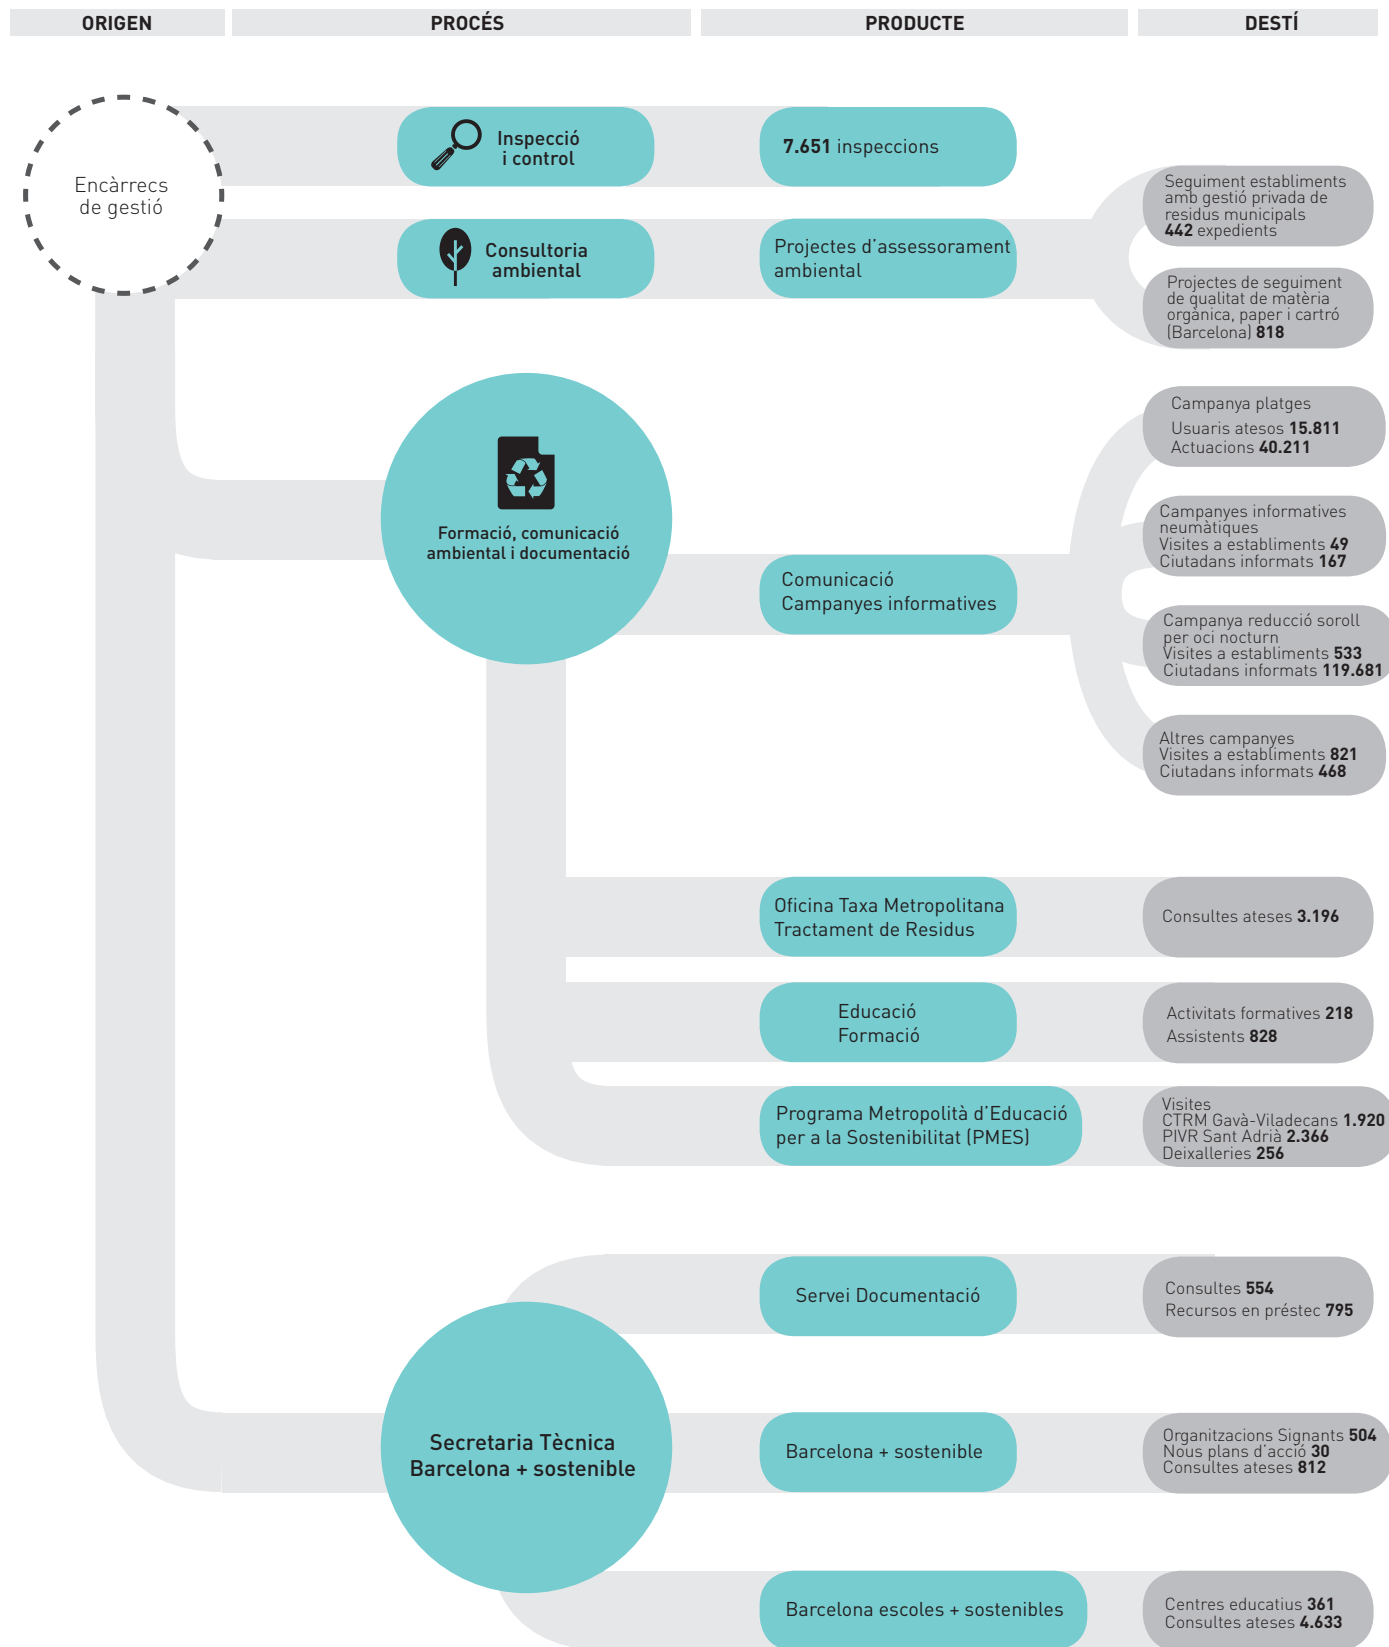 ORIGEN
PROCÉS
PRODUCTE
DESTÍ
Encàrrecs
de gestió
Inspecció
i control
7.651 inspeccions
Consultoria
ambiental
Projectes d'assessorament
ambiental
Seguiment establiments
amb gestió privada de
residus municipals
442 expedients
Projectes de seguiment
de qualitat de matèria
orgànica, paper i cartró
(Barcelona) 818
Formació, comunicació
ambiental i documentació
Comunicació
Campanyes informatives
Campanya platges
Usuaris atesos 15.811
Actuacions 40.211
Campanyes informatives
neumàtiques
Visites a establiments 49
Ciutadans informats 167
Campanya reducció soroll
per oci nocturn
Visites a establiments 533
Ciutadans informats 119.681
Altres campanyes
Visites a establiments 821
Ciutadans informats 468
Oficina Taxa Metropolitana
Tractament de Residus
Consultes ateses 3.196
Educació
Formació
Activitats formatives 218
Assistents 828
Programa Metropolità d'Educació
per a la Sostenibilitat (PMES)
Visites
CTRM Gavà-Viladecans 1.920
PIVR Sant Adrià 2.366
Deixalleries 256
Servei Documentació
Consultes 554
Recursos en préstec 795
Secretaria Tècnica
Barcelona + sostenible
Barcelona + sostenible
Organitzacions Signants 504
Nous plans d'acció 30
Consultes ateses 812
Barcelona escoles + sostenibles
Centres educatius 361
Consultes ateses 4.633